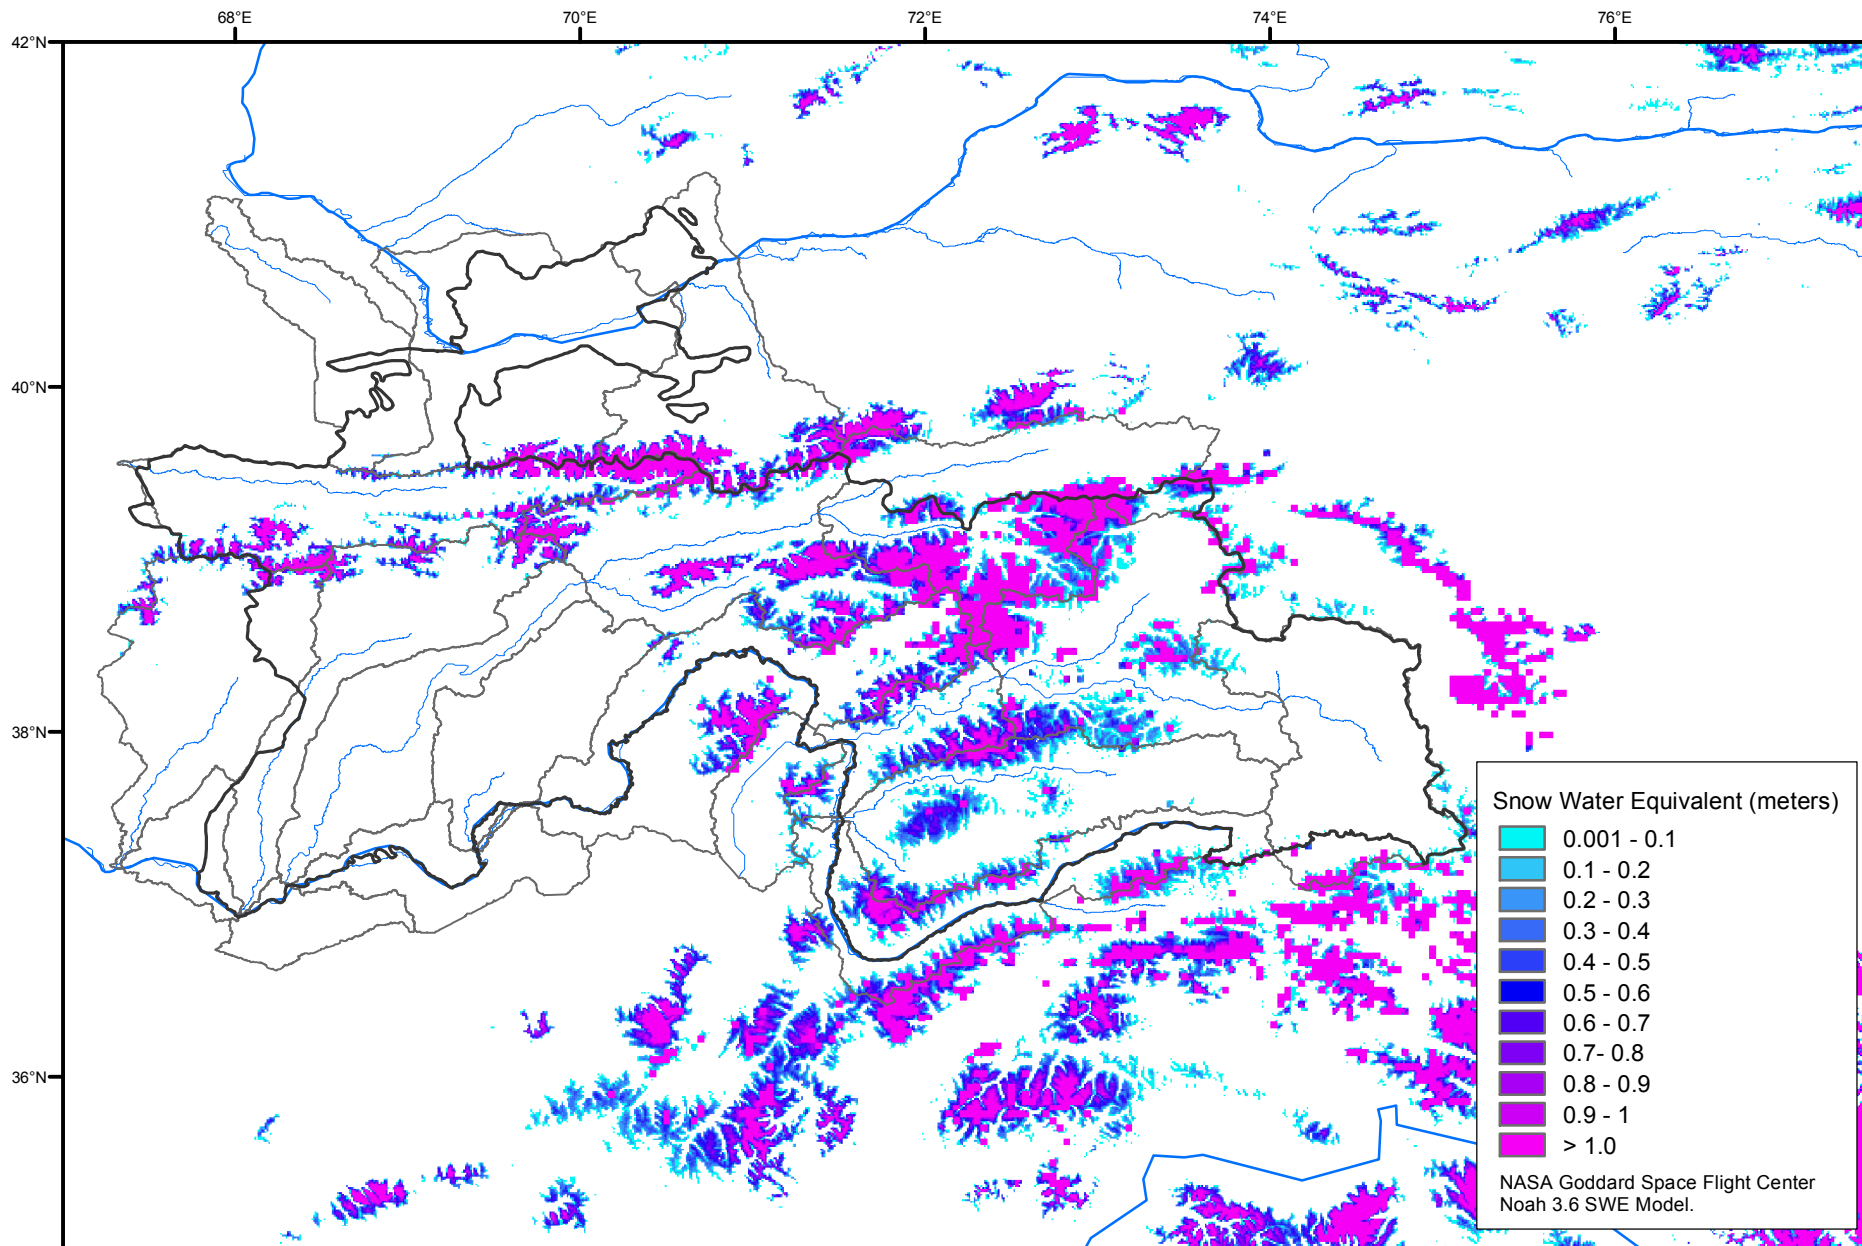 68°E
70°E
72°E
74°E
76°E
42°N
40°N
38°N
36°N
Snow Water Equivalent (meters)
0.001 - 0.1
0.1 - 0.2
0.2 - 0.3
0.3 - 0.4
0.4 - 0.5
0.5 - 0.6
0.6 - 0.7
0.7- 0.8
0.8 - 0.9
0.9 - 1
> 1.0
NASA Goddard Space Flight Center
Noah 3.6 SWE Model.